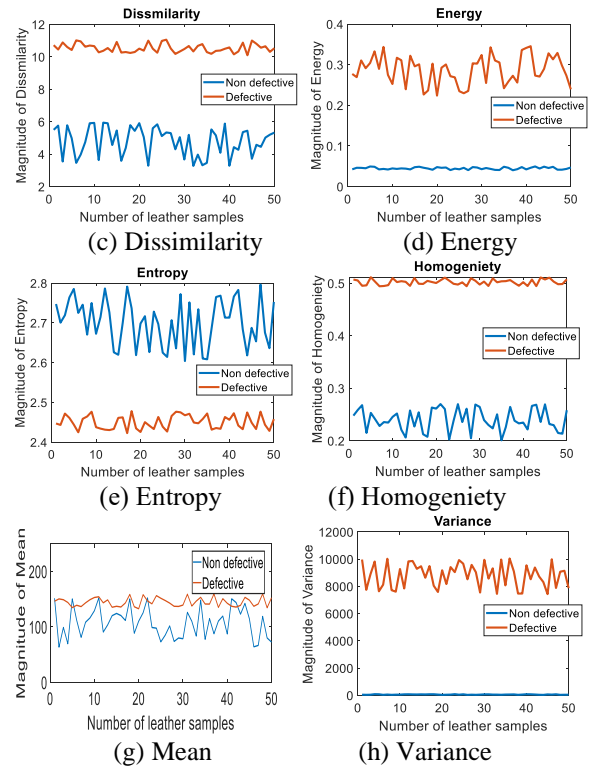 Dissmilarity
12
10
8
6
4
2
Magnitude of Dissmilarity
Non defective
Defective
0 10 20 30 40 50
Number of leather samples
(c) Dissimilarity
Energy
0.4
0.3
0.2
0.1
0
Magnitude of Energy
Non defective
Defective
0 10 20 30 40 50
Number of leather samples
(d) Energy
Entropy
2.8
2.7
2.6
2.5
2.4
Magnitude of Entropy
Non defective
Defective
0 10 20 30 40 50
Number of leather samples
(e) Entropy
Homogeniety
0.5
0.4
0.3
0.2
Magnitude of Homogeniety
Non defective
Defective
0 10 20 30 40 50
Number of leather samples
(f) Homogeniety
200
100
0
Magnitude of Mean
Non defective
Defective
0 10 20 30 40 50
Number of leather samples
(g) Mean
Variance
12000
10000
8000
6000
4000
2000
0
Magnitude of Variance
Non defective
Defective
0 10 20 30 40 50
Number of leather samples
(h) Variance